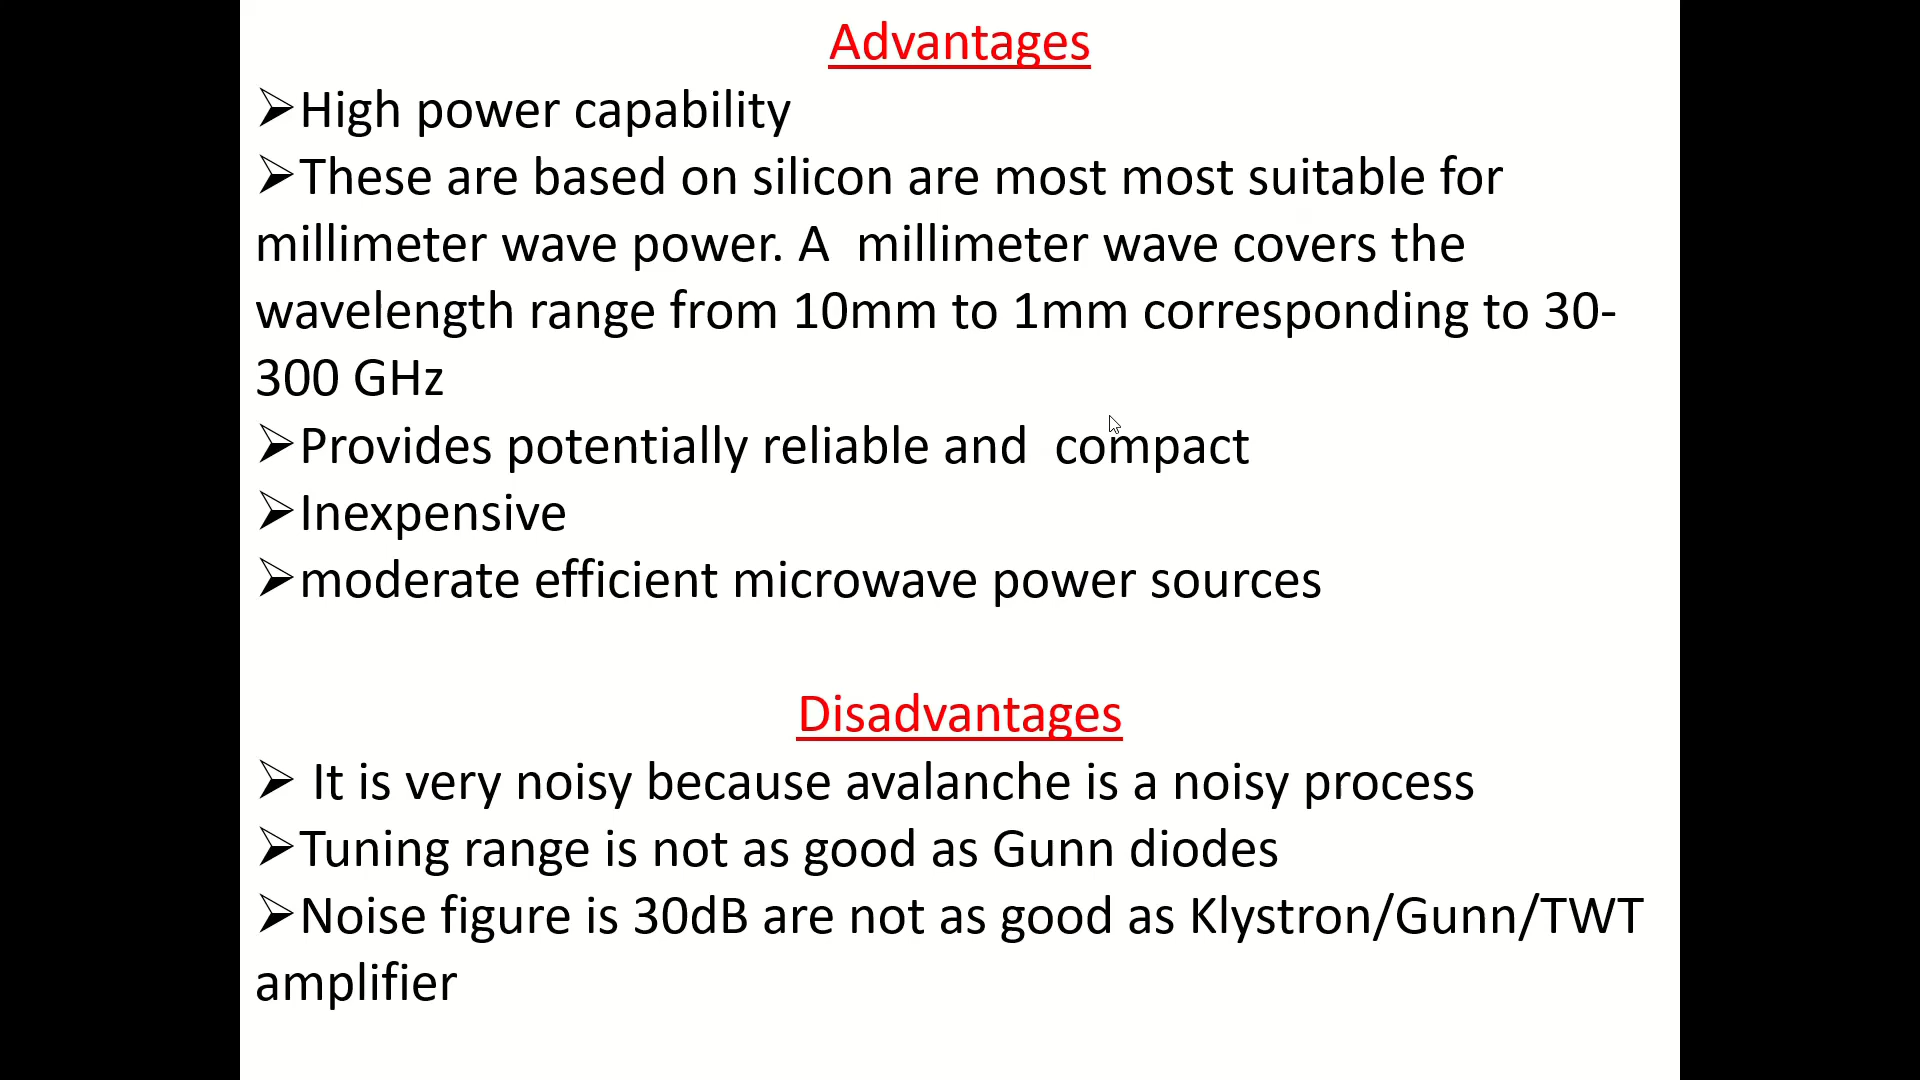 Advantages
➢High power capability
➢These are based on silicon are most most suitable for
millimeter wave power. A  millimeter wave covers the
wavelength range from 10mm to 1mm corresponding to 30-
300 GHz
➢Provides potentially reliable and  compact
➢Inexpensive
➢moderate efficient microwave power sources
Disadvantages
➢ It is very noisy because avalanche is a noisy process
➢Tuning range is not as good as Gunn diodes
➢Noise figure is 30dB are not as good as Klystron/Gunn/TWT
amplifier